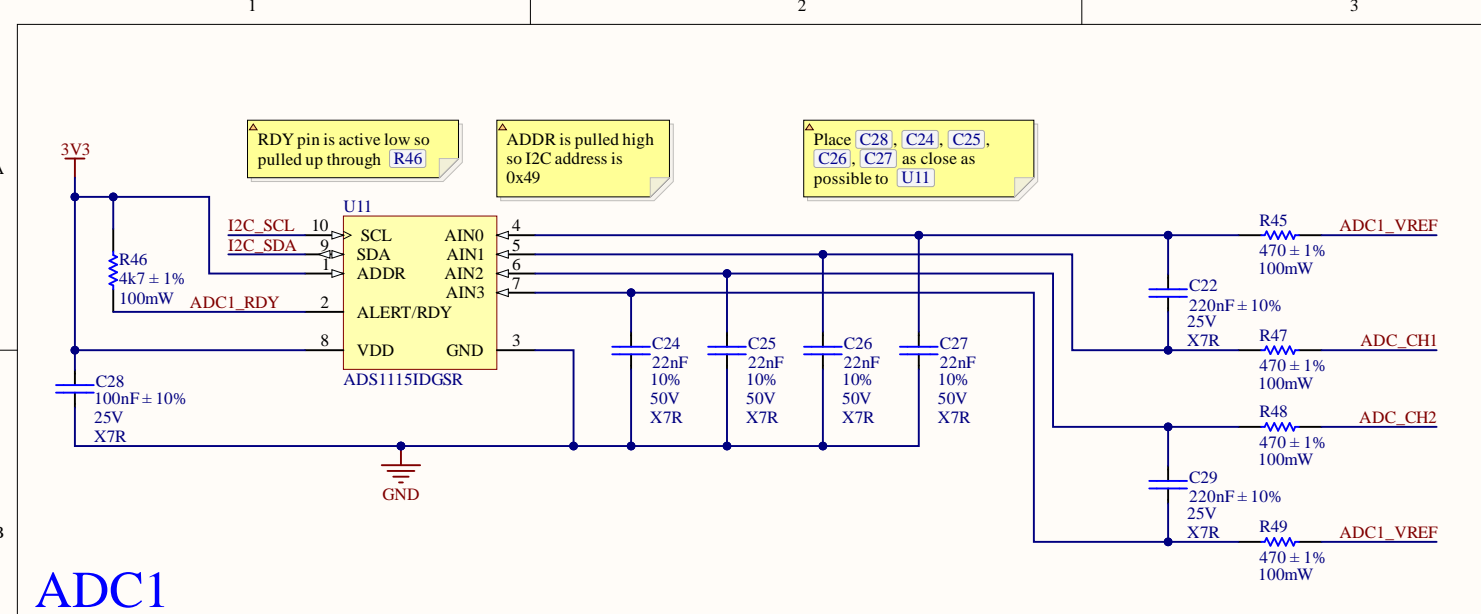 1
2
3
RDY pin is active low so
pulled up through R46
ADDR is pulled high
so I2C address is
0x49
Place C28, C24, C25,
C26, C27 as close as
possible to U11
3V3
U11
I2C_SCL 10 SCL AIN0 4
I2C_SDA 9 SDA AIN1 5
1 ADDR AIN2 6
AIN3 7
ADC1_RDY 2 ALERT/RDY
8 VDD GND 3
ADS1115IDGSR
R46
4k7 ± 1%
100mW
C28
100nF ± 10%
25V
X7R
GND
C24
22nF
10%
50V
X7R
C25
22nF
10%
50V
X7R
C26
22nF
10%
50V
X7R
C27
22nF
10%
50V
X7R
R45
470 ± 1%
100mW
ADC1_VREF
C22
220nF ± 10%
25V
X7R
R47
470 ± 1%
100mW
ADC_CH1
R48
470 ± 1%
100mW
ADC_CH2
C29
220nF ± 10%
25V
X7R
R49
470 ± 1%
100mW
ADC1_VREF
ADC1